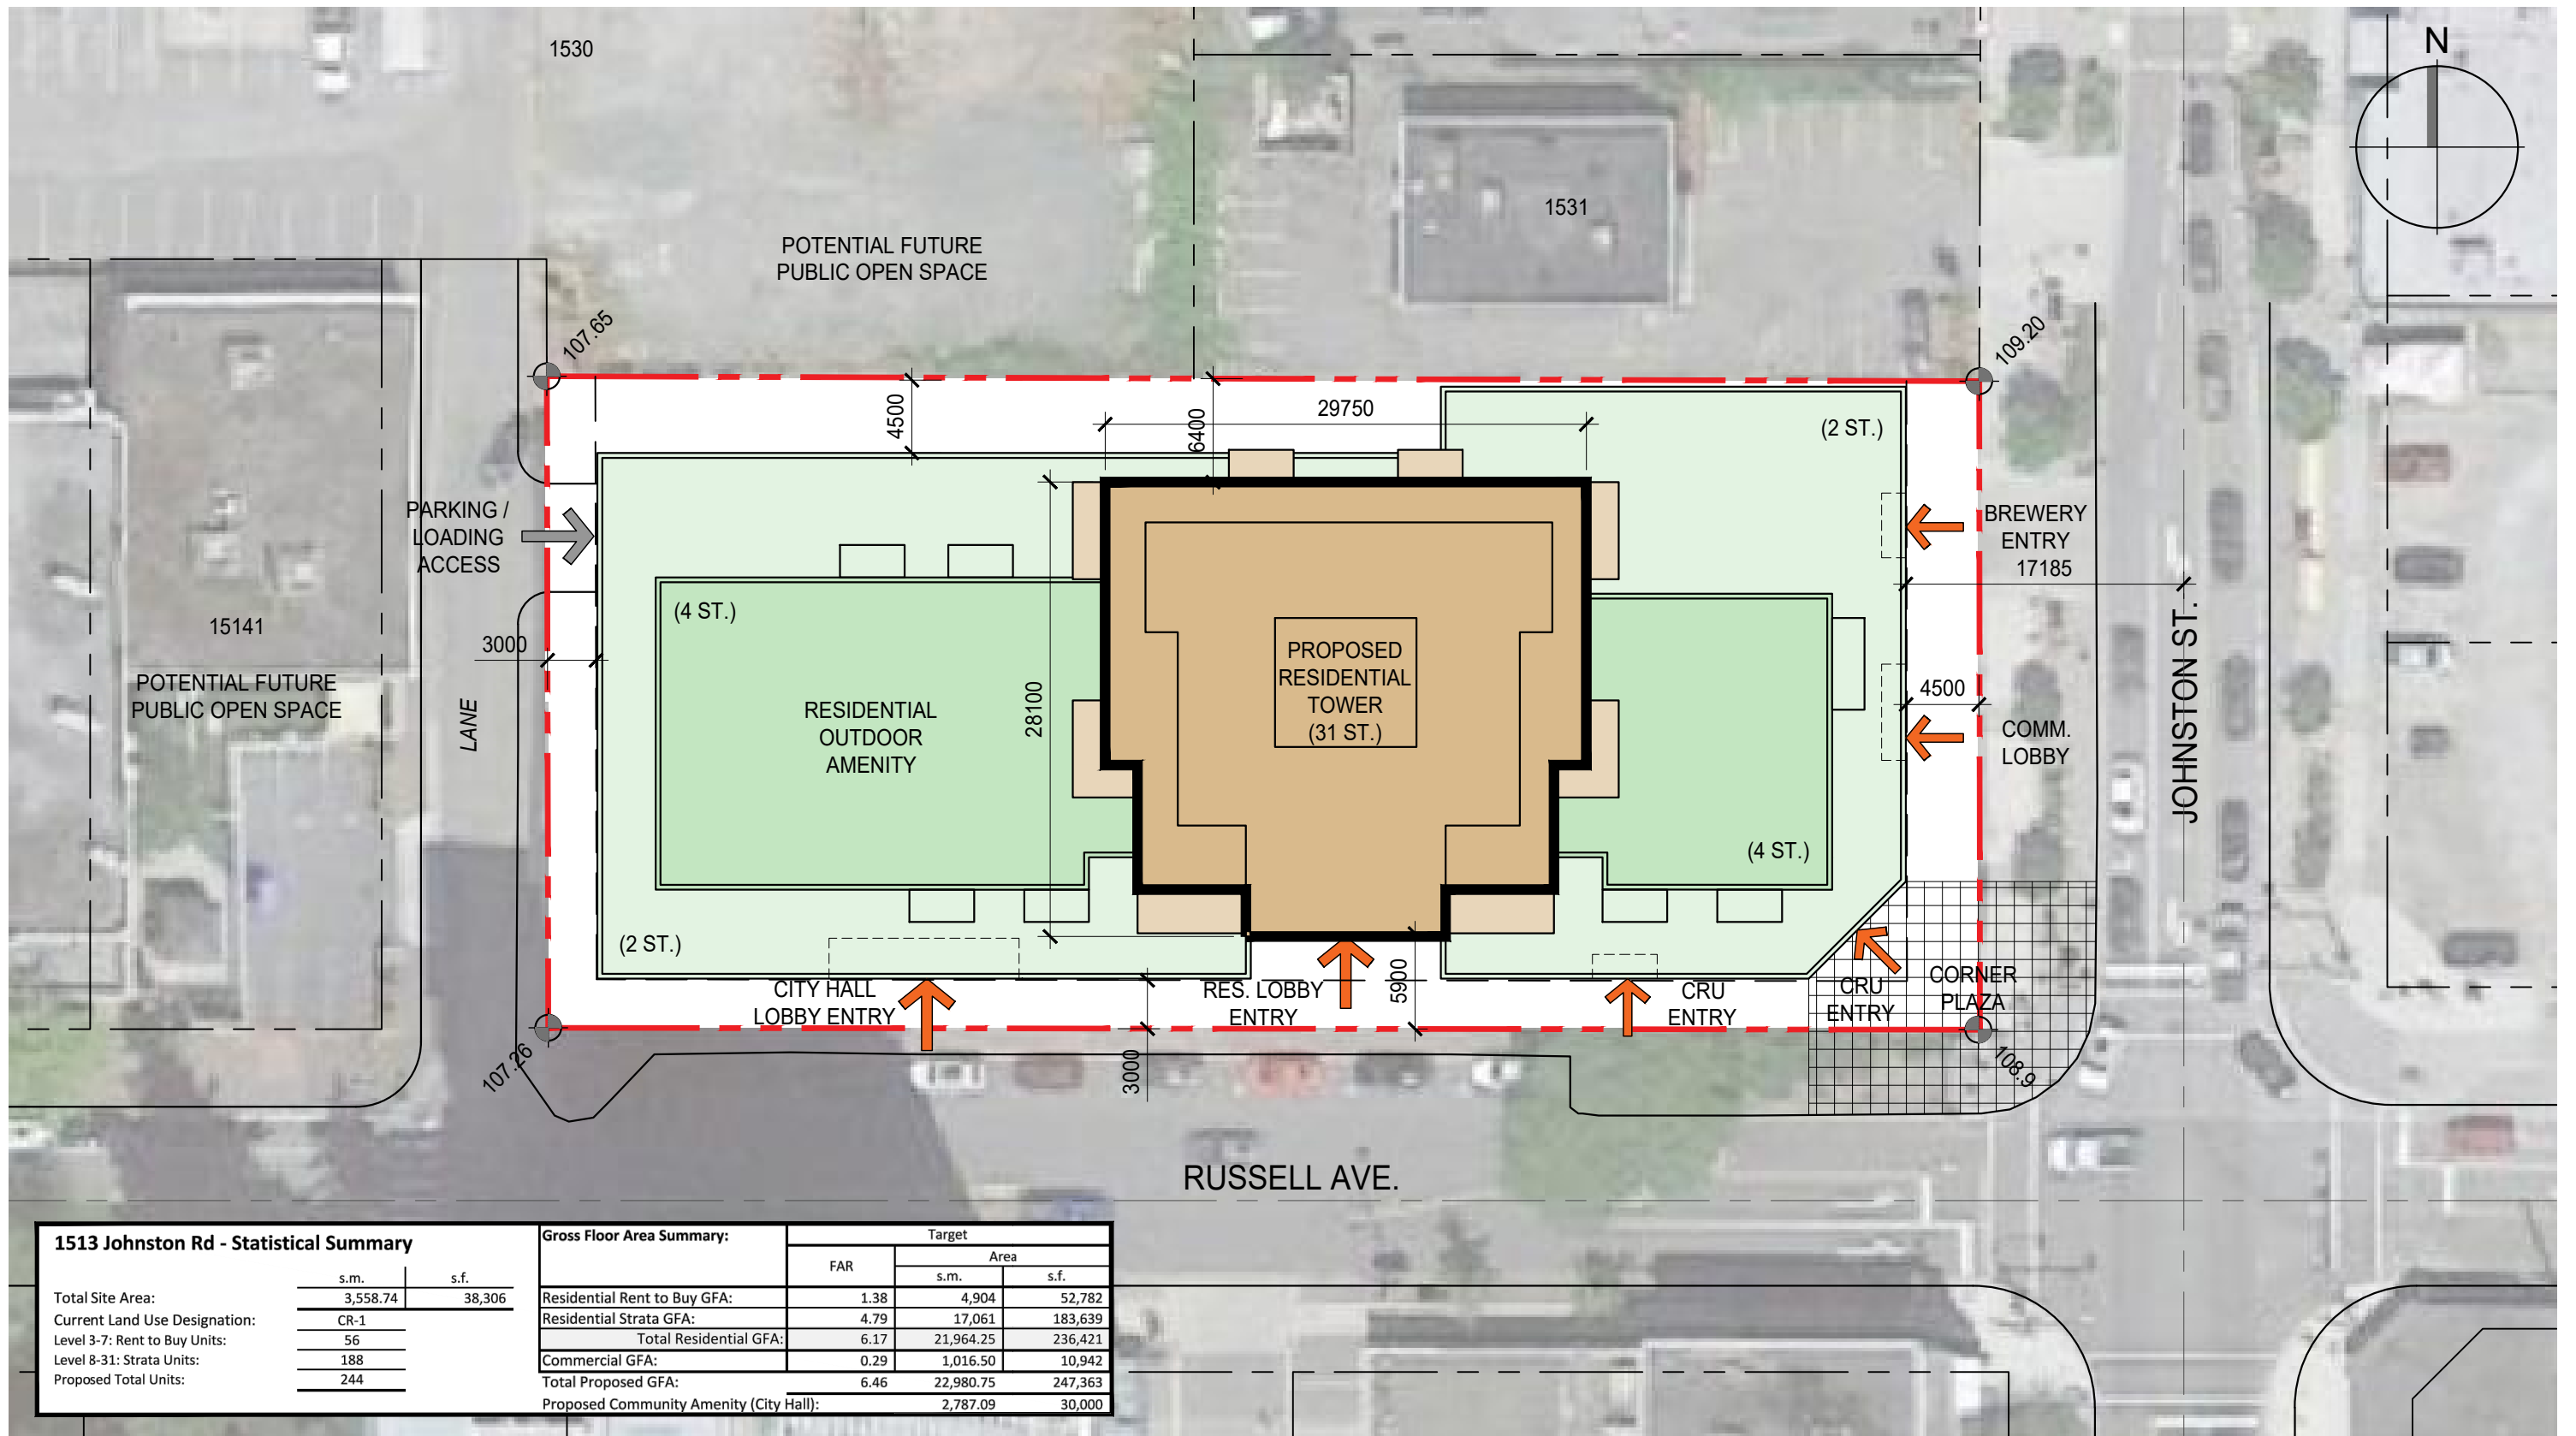 1530
N
1531
POTENTIAL FUTURE
PUBLIC OPEN SPACE
107.65
109.20
4500
6400
29750
(2 ST.)
PARKING /
LOADING
ACCESS
BREWERY
ENTRY
17185
(4 ST.)
15141
3000
POTENTIAL FUTURE
PUBLIC OPEN SPACE
LANE
RESIDENTIAL
OUTDOOR
AMENITY
28100
PROPOSED
RESIDENTIAL
TOWER
(31 ST.)
4500
COMM.
LOBBY
JOHNSTON ST.
(4 ST.)
(2 ST.)
CITY HALL
LOBBY ENTRY
RES. LOBBY
ENTRY
5900
CRU
ENTRY
CRU
ENTRY
CORNER
PLAZA
107.26
3000
108.9
RUSSELL AVE.
1513 Johnston Rd - Statistical Summary
s.m. s.f.
Total Site Area: 3,558.74 38,306
Current Land Use Designation: CR-1
Level 3-7: Rent to Buy Units: 56
Level 8-31: Strata Units: 188
Proposed Total Units: 244
Gross Floor Area Summary: Target
FAR Area
s.m. s.f.
Residential Rent to Buy GFA: 1.38 4,904 52,782
Residential Strata GFA: 4.79 17,061 183,639
Total Residential GFA: 6.17 21,964.25 236,421
Commercial GFA: 0.29 1,016.50 10,942
Total Proposed GFA: 6.46 22,980.75 247,363
Proposed Community Amenity (City Hall): 2,787.09 30,000